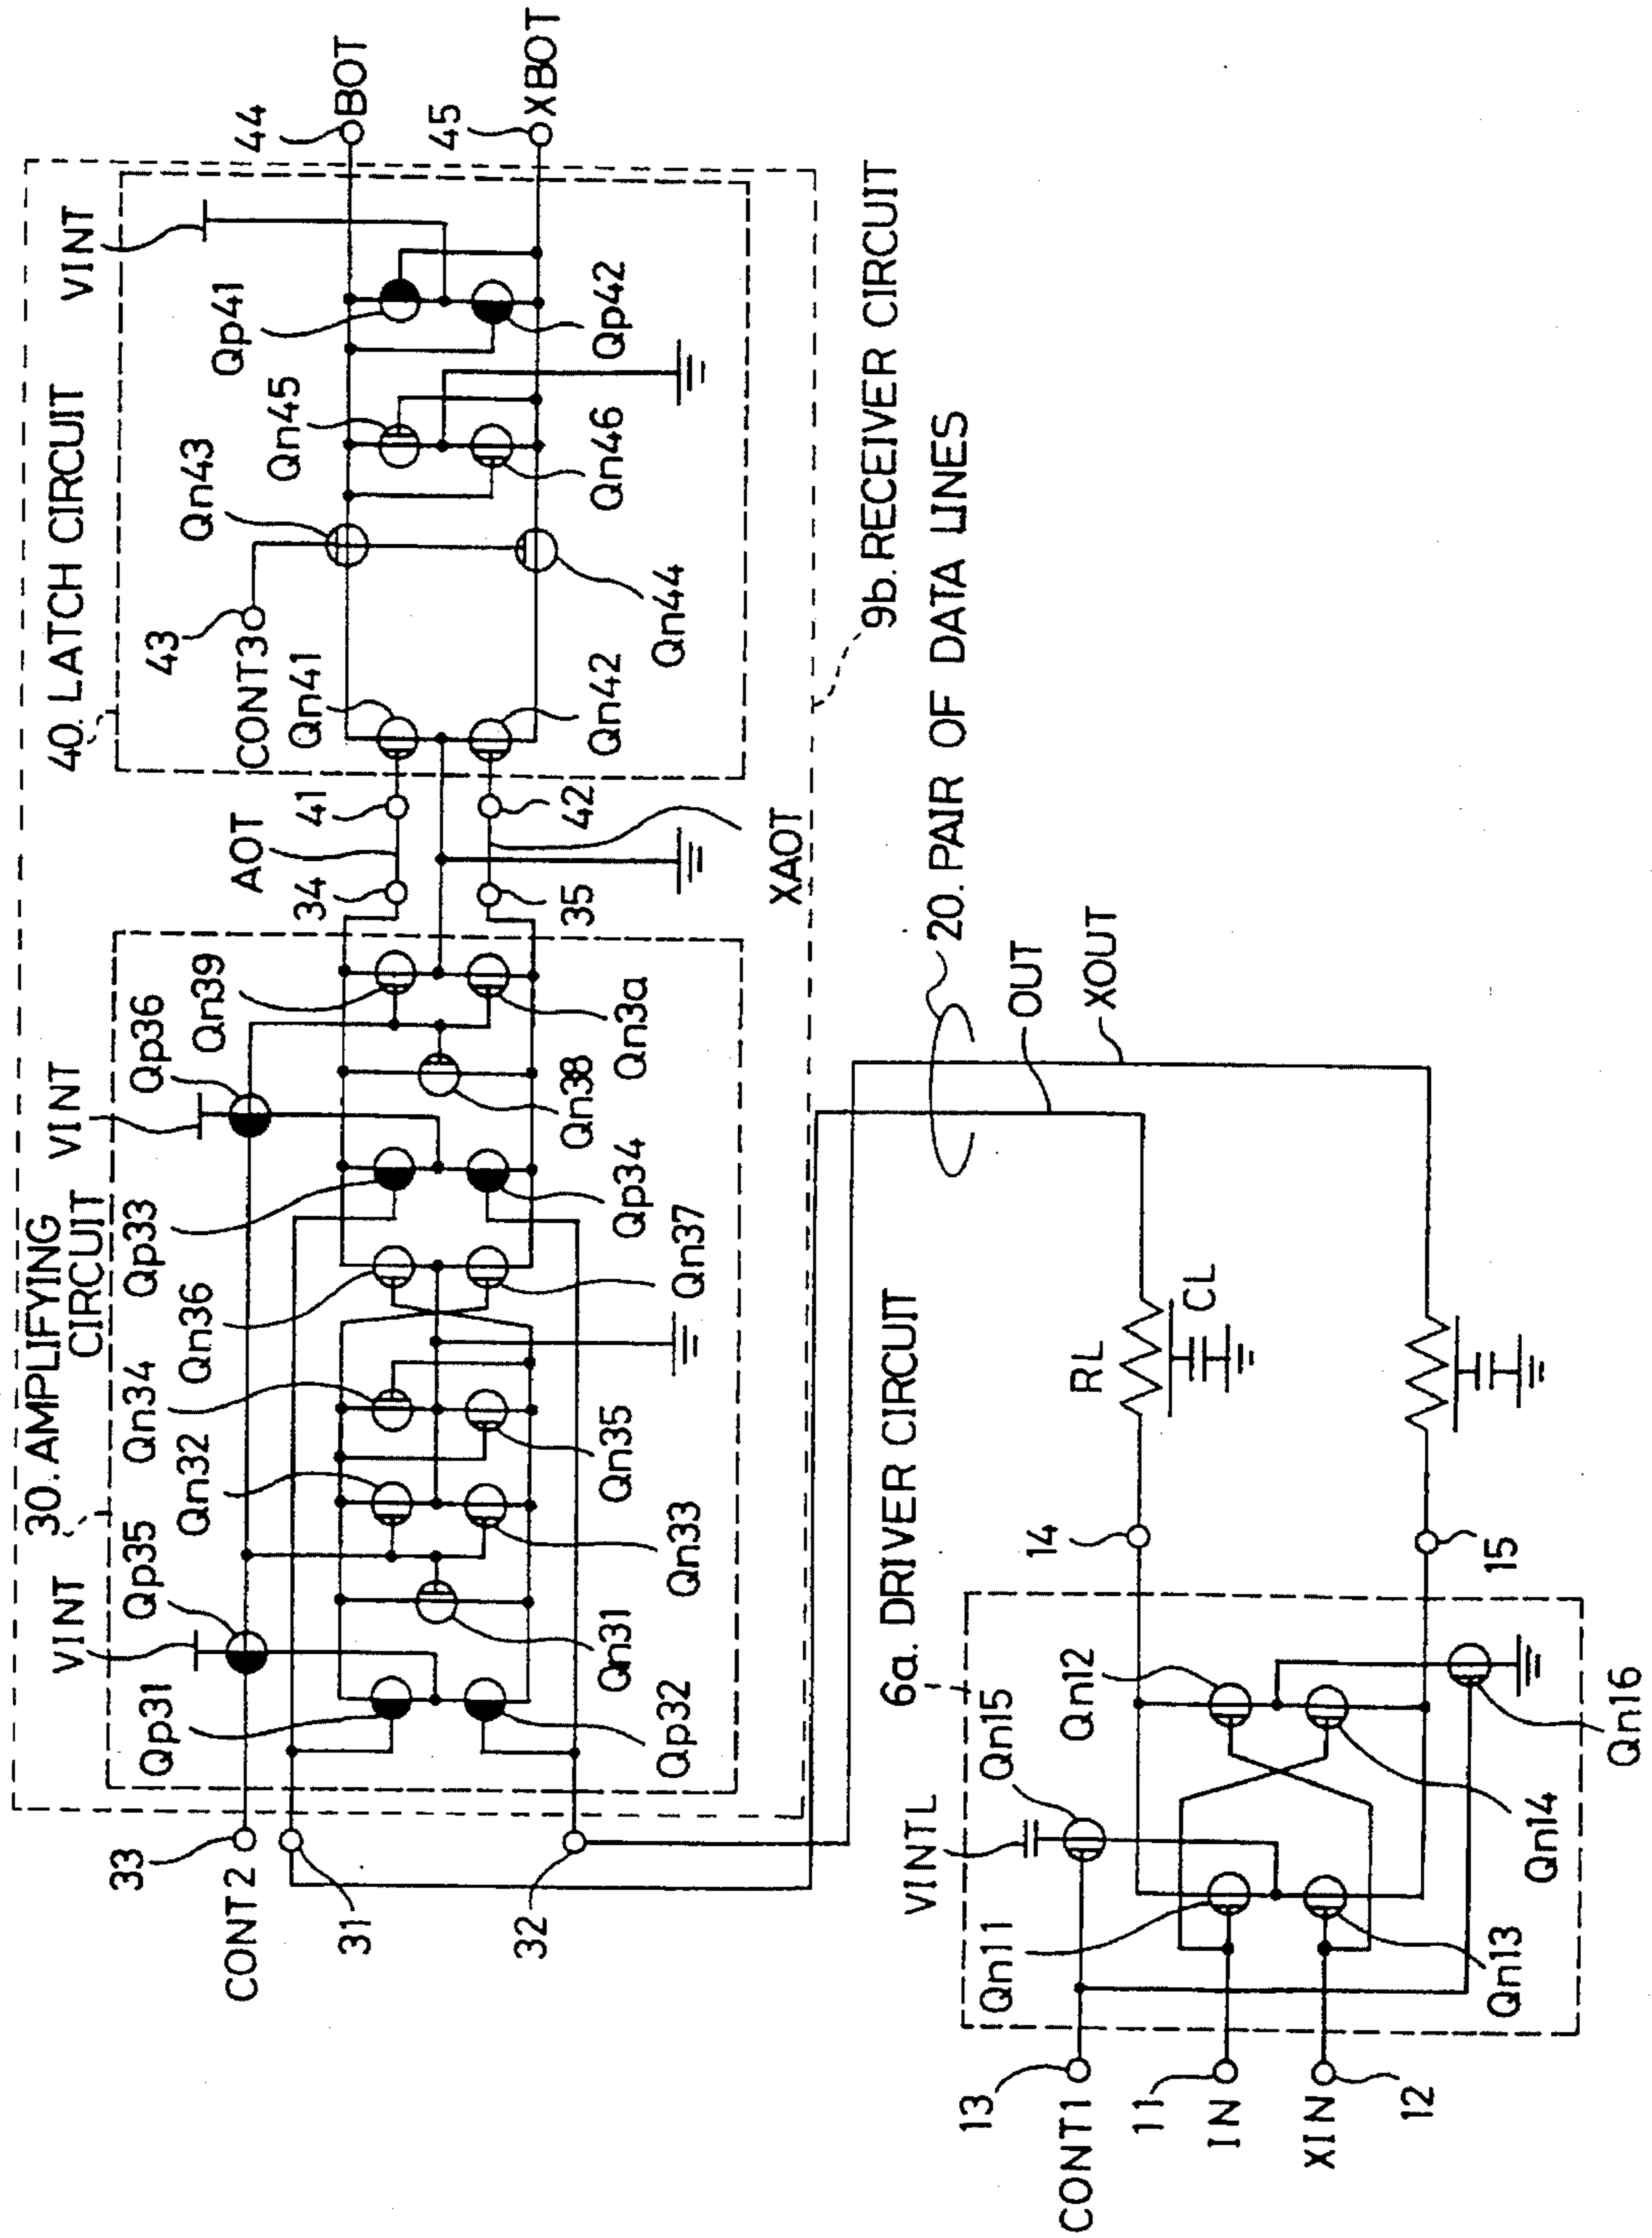 30. AMPLIFYING
CIRCUIT
40. LATCH CIRCUIT
VINT
VINT
VINT
Qp35
Qn32
Qn34
Qn36
Qp33
Qp36
Qn39
AOT
34
41
43
CONT3
Qn41
Qn43
Qn45
Qp41
44
BOT
33
CONT2
Qp31
31
32
Qp32
Qn31
Qn33
Qn35
Qn37
Qp34
Qn38
Qn3a
35
42
XAOT
Qn42
Qn44
Qn46
Qp42
45
XBOT
9b. RECEIVER CIRCUIT
20. PAIR OF DATA LINES
OUT
XOUT
6a. DRIVER CIRCUIT
VINTL
Qn15
Qn12
14
RL
CL
13
CONT1
Qn11
11
IN
XIN
12
Qn13
Qn14
Qn16
15